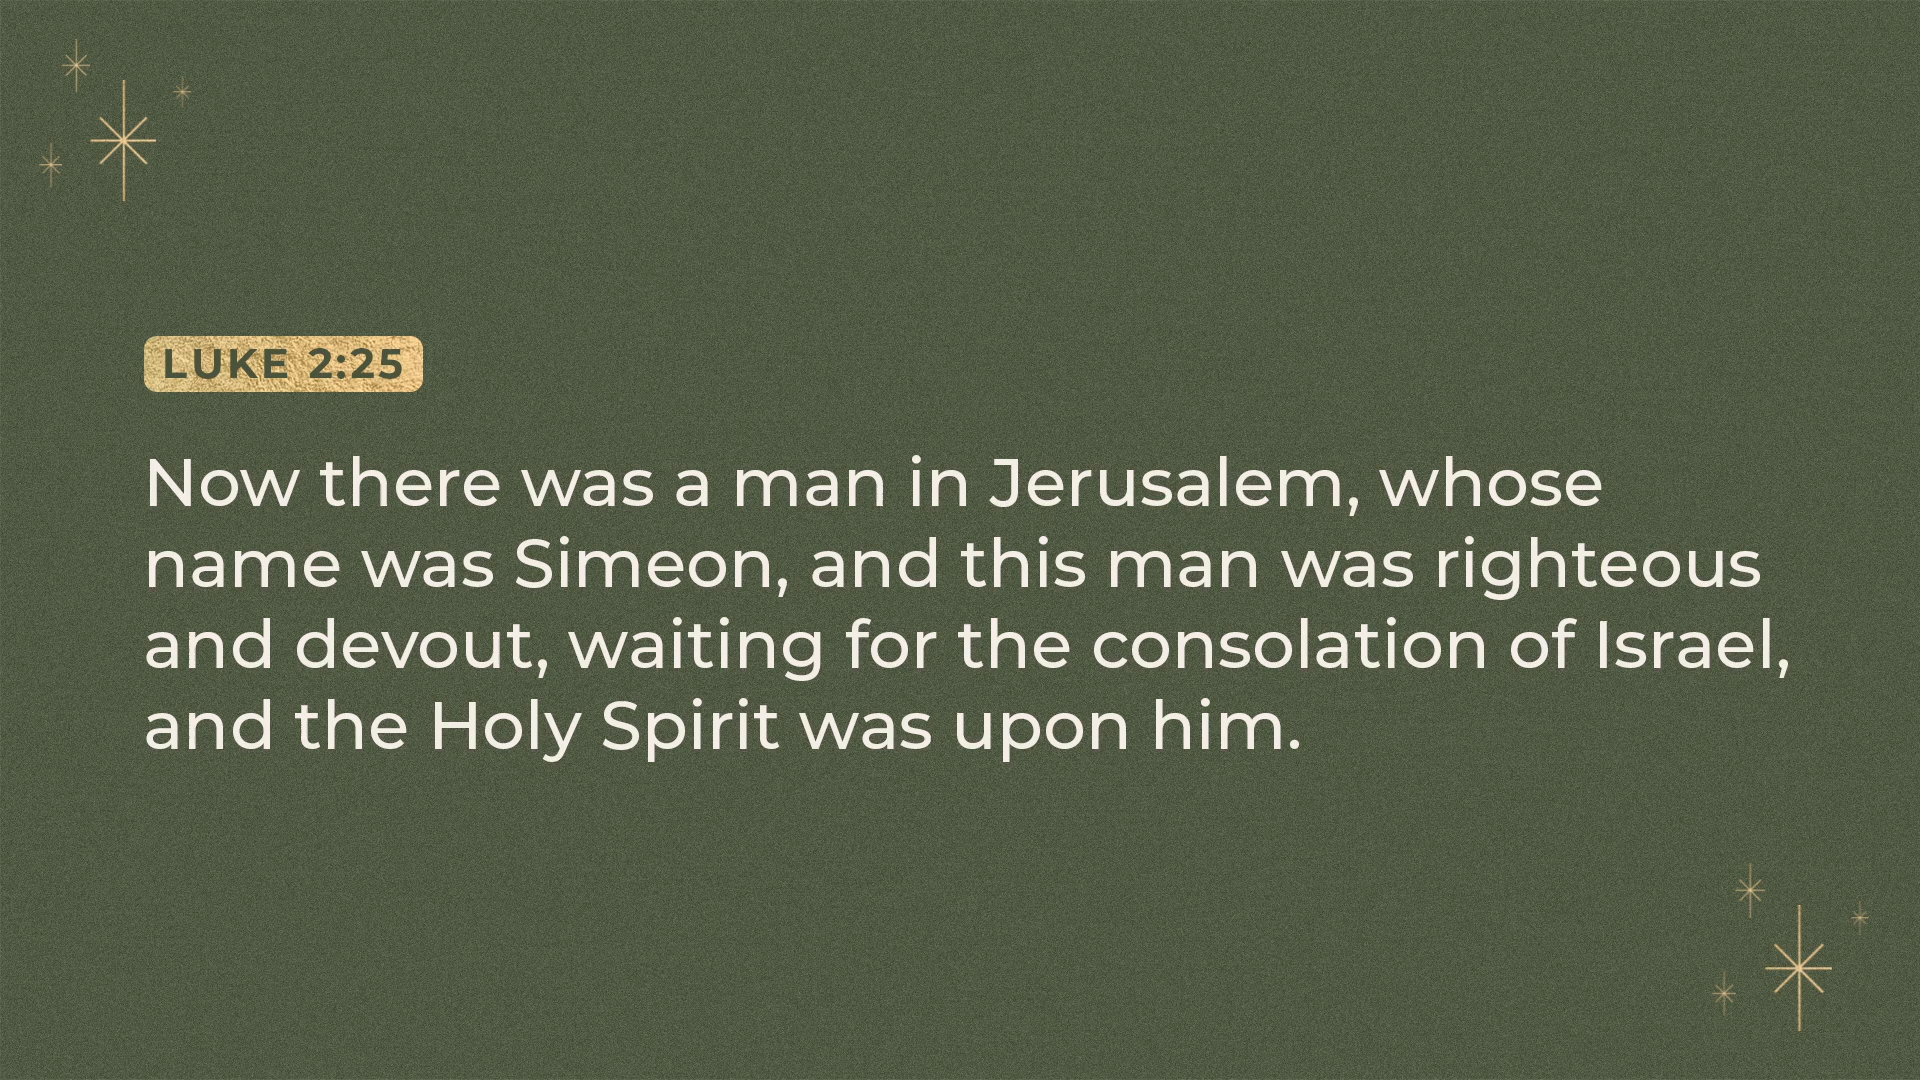 LUKE 2:25
Now there was a man in Jerusalem, whose
name was Simeon, and this man was righteous
and devout, waiting for the consolation of Israel,
and the Holy Spirit was upon him.